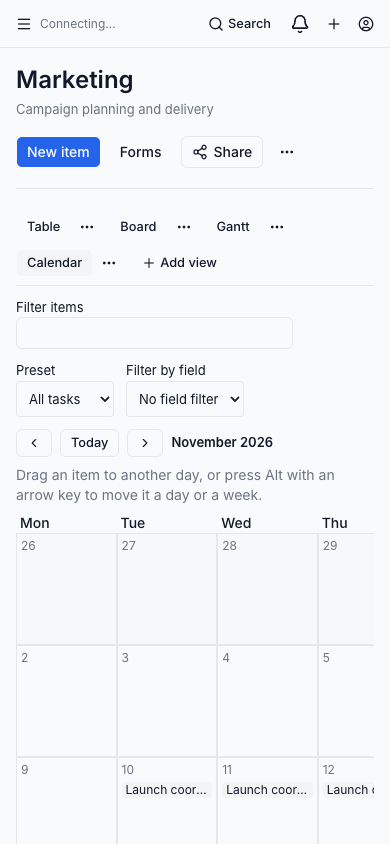 Connecting...
Search
Marketing
Campaign planning and delivery
New item
Forms
Share
Table
Board
Gantt
Calendar
Add view
Filter items
Preset
Filter by field
All tasks
No field filter
Today
November 2026
Drag an item to another day, or press Alt with an
arrow key to move it a day or a week.
Mon Tue Wed Thu
26 27 28 29
2 3 4 5
9 10 11 12
Launch coor... Launch coor... Launch